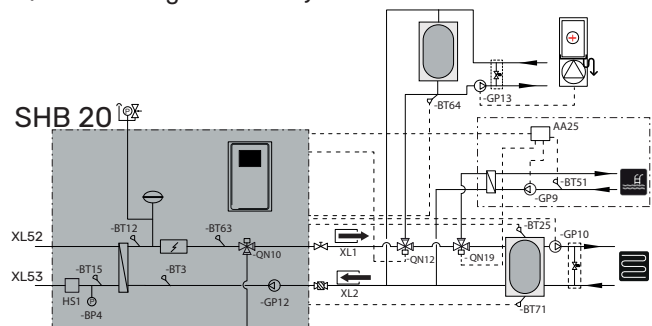 -BT64
-GP13
SHB 20
AA25
-BT51
-GP9
XL52
-BT12
-BT63
-QN10
XL1
-QN12
-QN19
-BT25
-GP10
XL53
-BT15
HS1
-BP4
-BT3
-GP12
XL2
-BT71